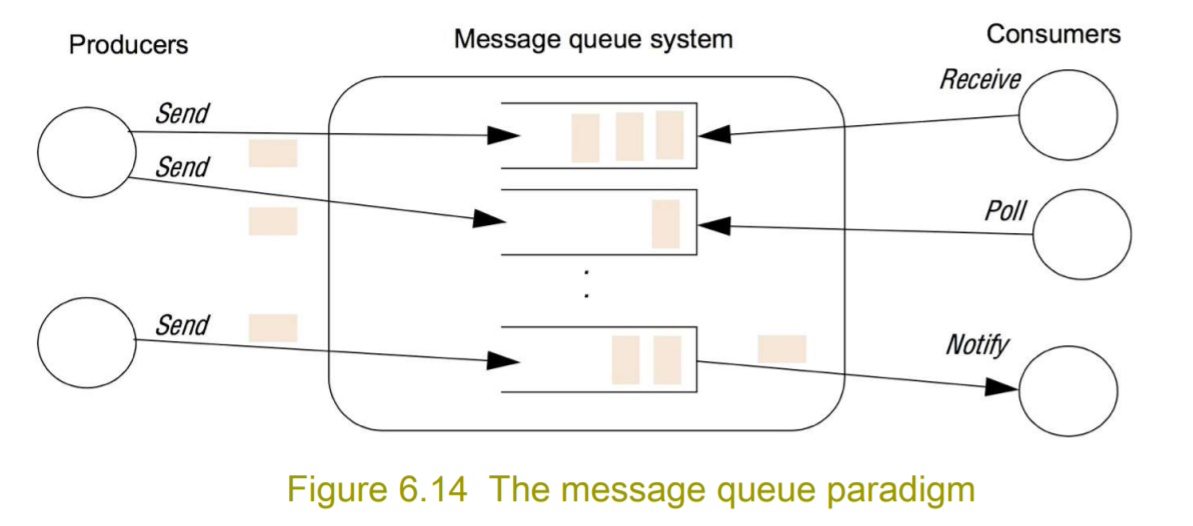 Producers
Message queue system
Consumers
Send
Receive
Send
Poll
Send
Notify
Figure 6.14 The message queue paradigm